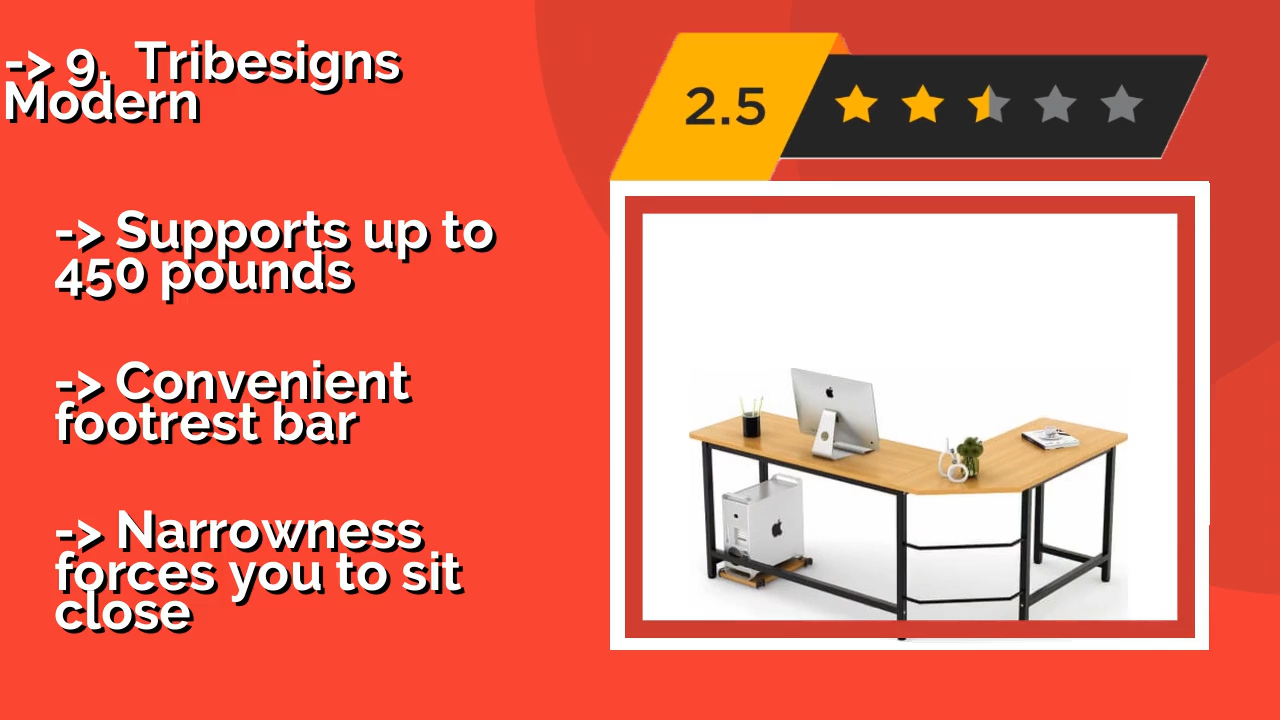 -> 9. Tribesigns
Modern
2.5
-> Supports up to
450 pounds
-> Convenient
footrest bar
-> Narrowness
forces you to sit
close